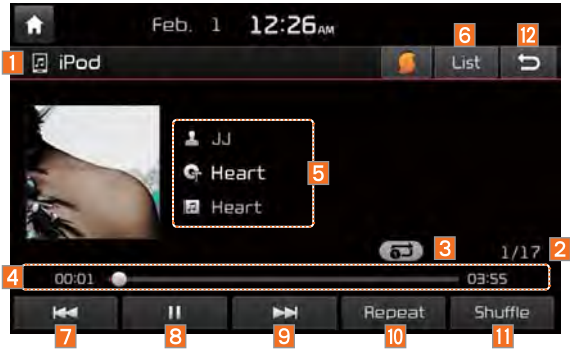 Feb. 1 12:26AM
6
12
1 iPod
List
JJ
Heart
5
Heart
3
1/17 2
4 00:01 03:55
Repeat Shuffle
7 8 9 10 11